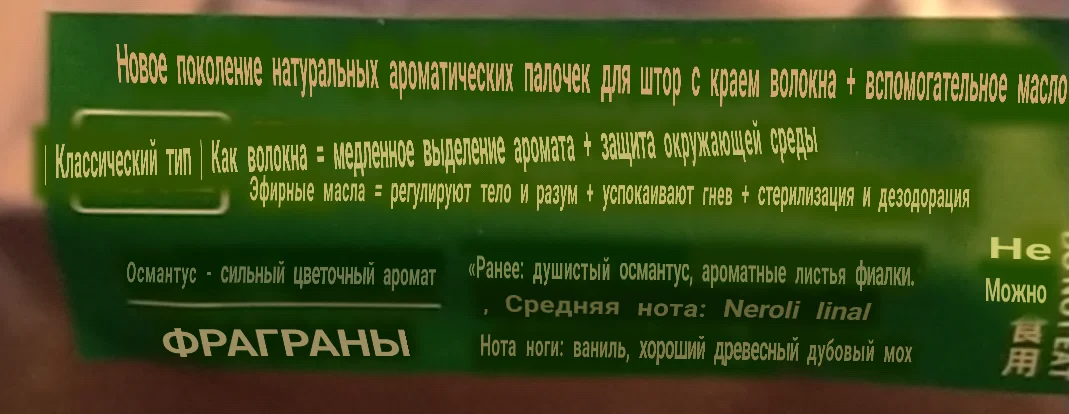 Новое поколение натуральных ароматических палочек для штор с краем волокна + вспомогательное масло
| Классический тип | Как волокна = медленное выделение аромата + защита окружающей среды
Эфирные масла = регулируют тело и разум + успокаивают гнев + стерилизация и дезодорация
Османтус - сильный цветочный аромат
ФРАГРАНЫ
«Ранее: душистый османтус, ароматные листья фиалки.
, Средняя нота: Neroli linal
Нота ноги: ваниль, хороший древесный дубовый мох
Не
Можно
食用
EAT